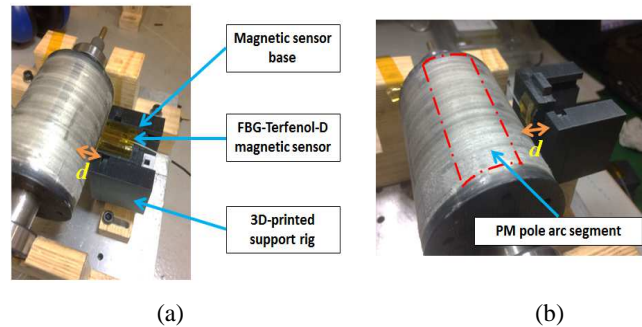 Magnetic sensor
base
FBG-Terfenol-D
magnetic sensor
3D-printed
support rig
d
(a)
d
PM pole arc segment
(b)